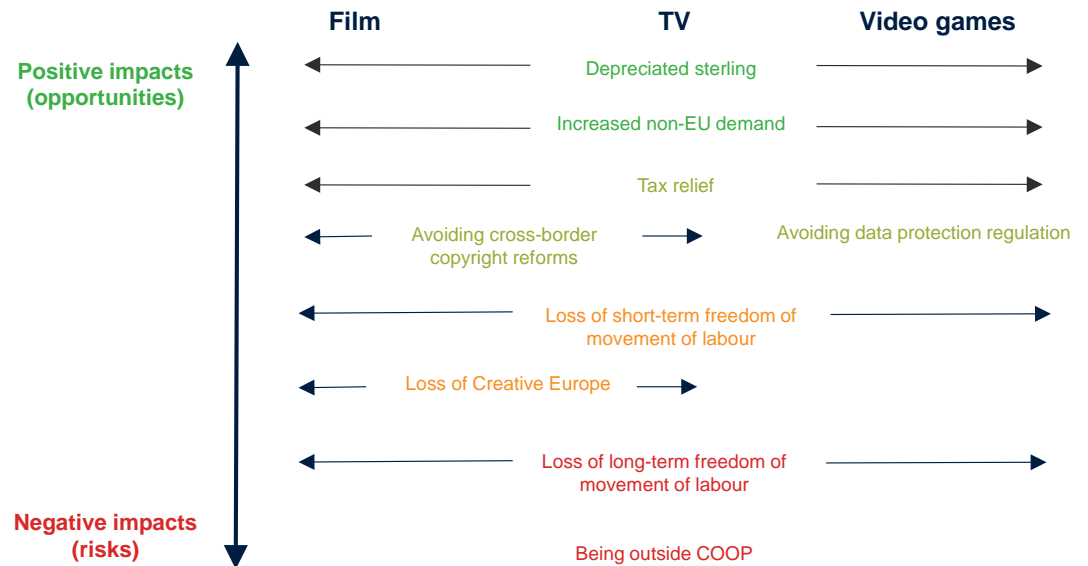 Film
TV
Video games
Positive impacts
(opportunities)
Depreciated sterling
Increased non-EU demand
Tax relief
Avoiding cross-border
copyright reforms
Avoiding data protection regulation
Loss of short-term freedom of
movement of labour
Loss of Creative Europe
Loss of long-term freedom of
movement of labour
Negative impacts
(risks)
Being outside COOP